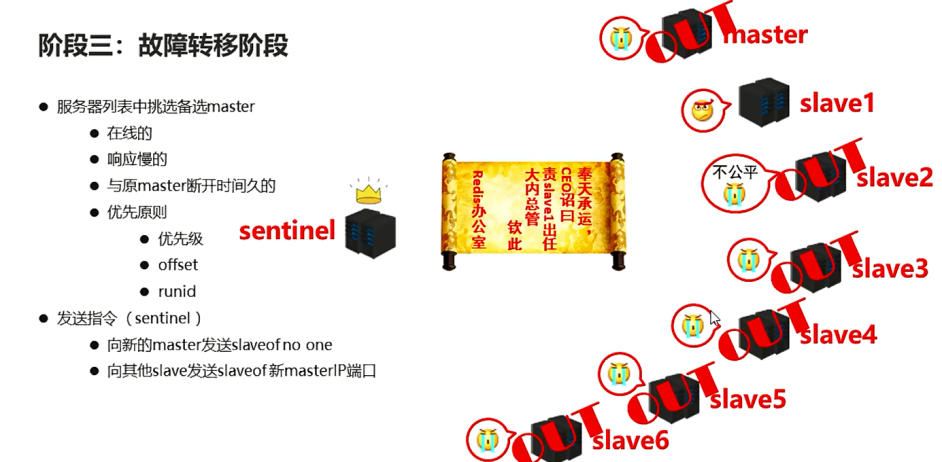 阶段三：故障转移阶段
服务器列表中挑选备选master
在线的
响应慢的
与原master断开时间久的
优先原则
优先级
offset
runid
发送指令（sentinel）
向新的master发送slaveof no one
向其他slave发送slaveof 新masterIP端口
sentinel
奉天承运，
CEO诏曰
责slave1出任
大内总管
钦此
Redis办公室
OUT
master
slave1
不公平
OUT
slave2
OUT
slave3
OUT
slave4
OUT
slave5
OUT
slave6